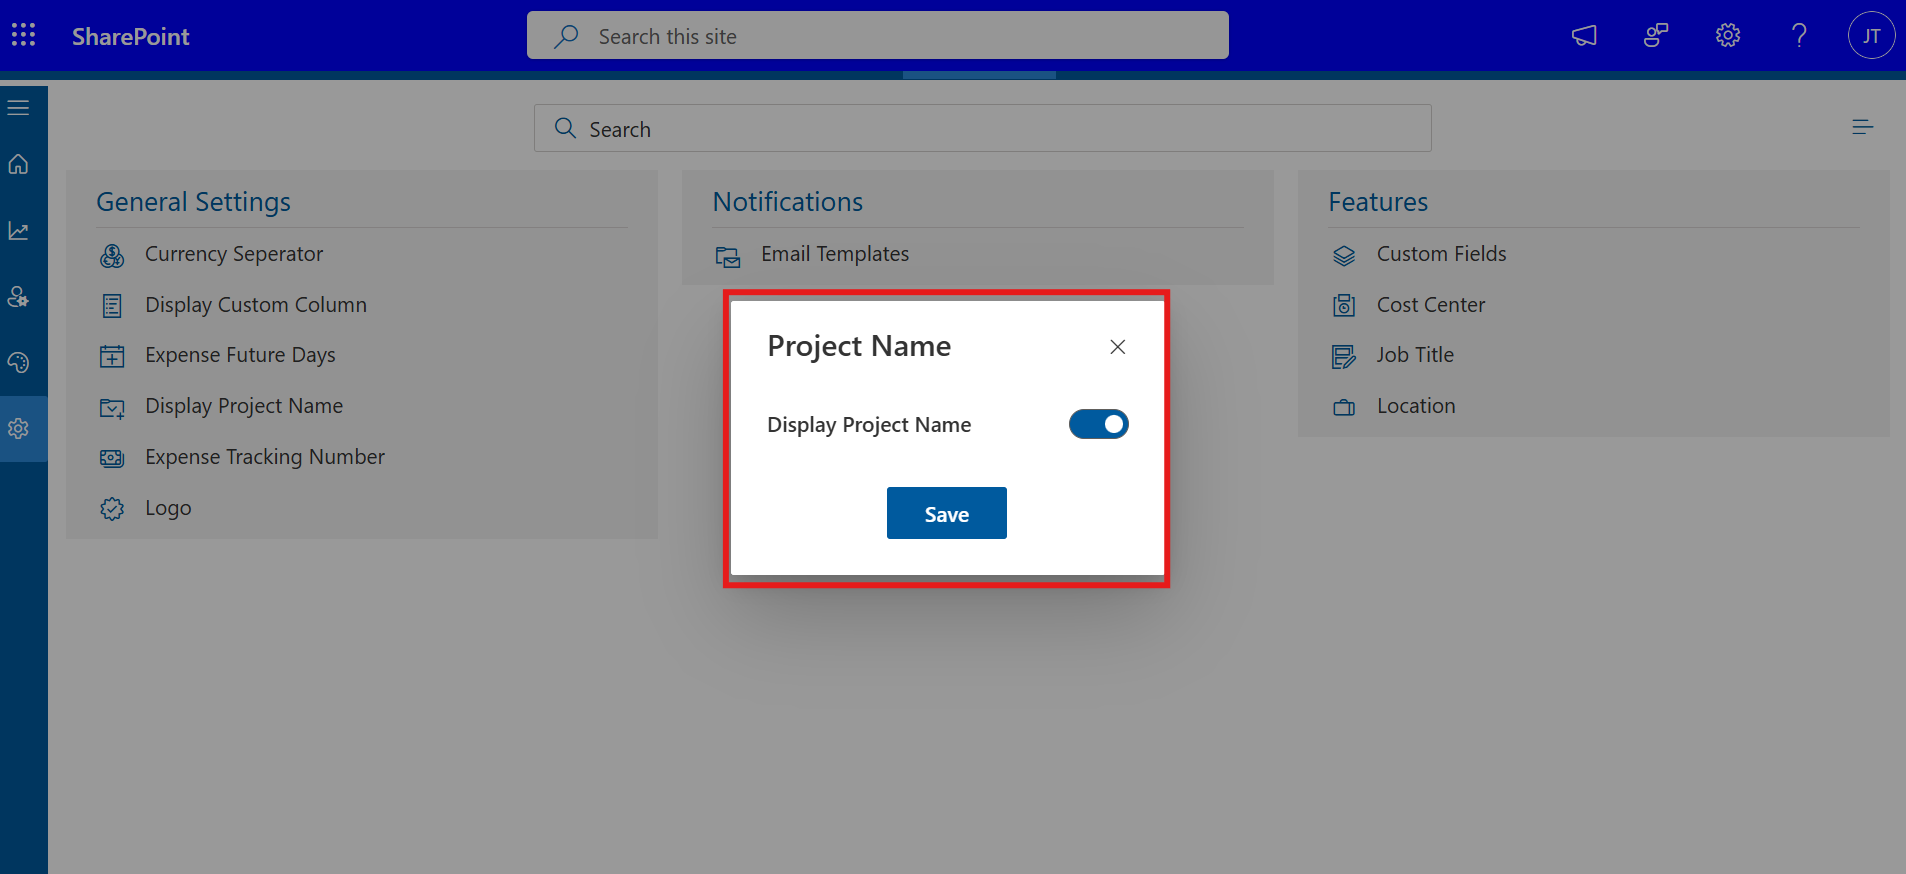 SharePoint
Search this site
JT
Search
General Settings
Currency Seperator
Display Custom Column
Expense Future Days
Display Project Name
Expense Tracking Number
Logo
Notifications
Email Templates
Features
Custom Fields
Cost Center
Job Title
Location
Project Name
Display Project Name
Save